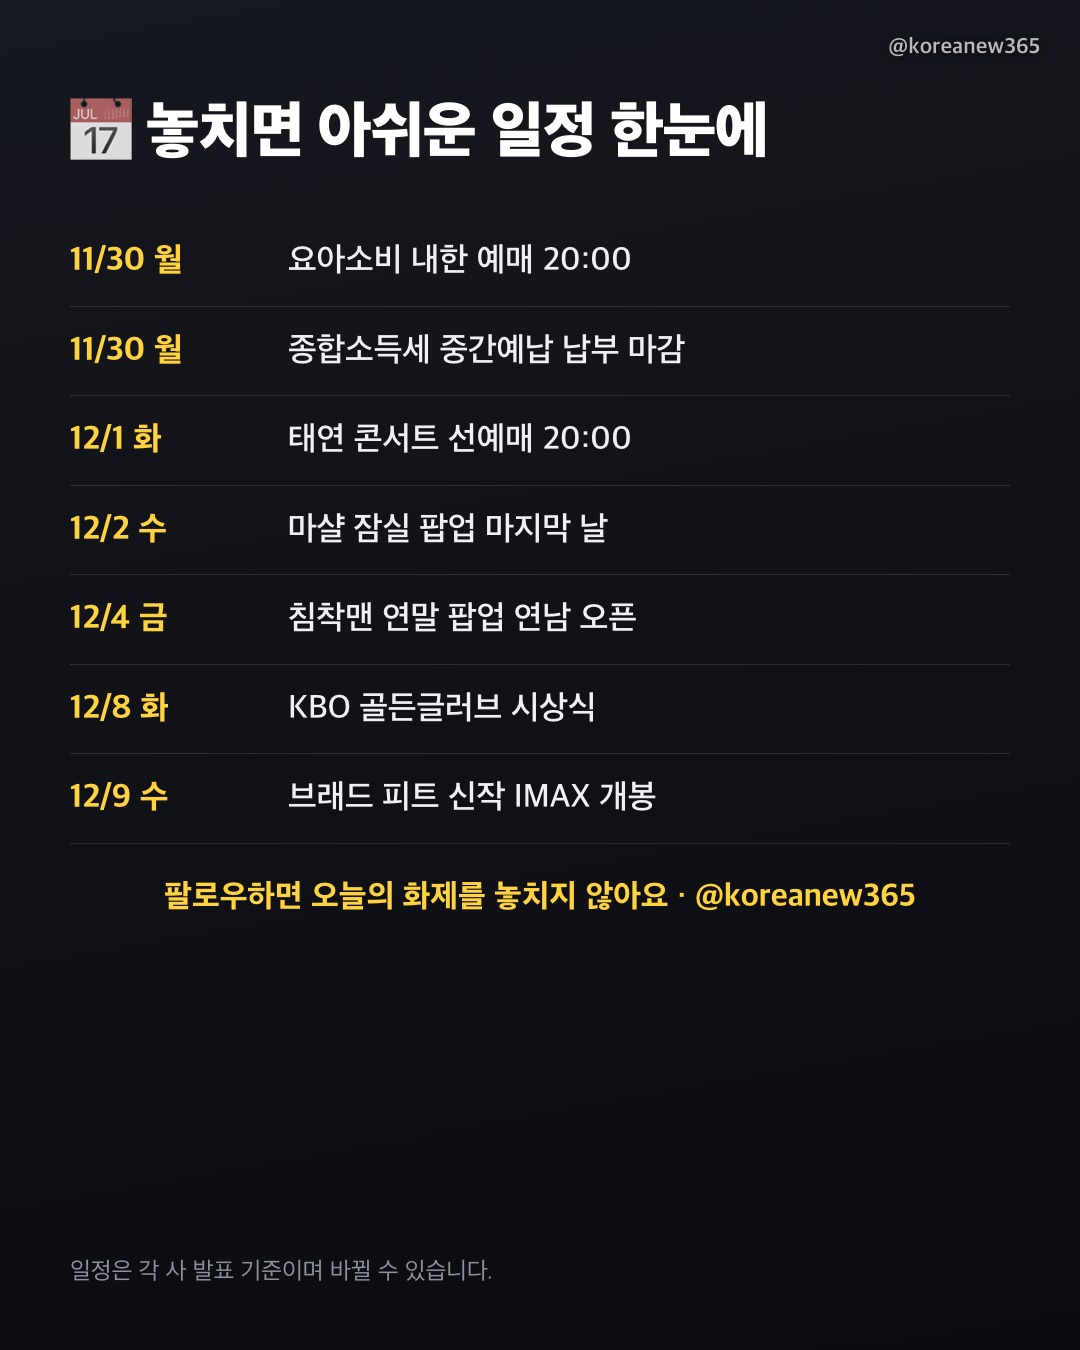 @koreanew365
JUL
17
놓치면 아쉬운 일정 한눈에
11/30 월 요아소비 내한 예매 20:00
11/30 월 종합소득세 중간예납 납부 마감
12/1 화 태연 콘서트 선예매 20:00
12/2 수 마샬 잠실 팝업 마지막 날
12/4 금 침착맨 연말 팝업 연남 오픈
12/8 화 KBO 골든글러브 시상식
12/9 수 브래드 피트 신작 IMAX 개봉
팔로우하면 오늘의 화제를 놓치지 않아요 · @koreanew365
일정은 각 사 발표 기준이며 바뀔 수 있습니다.